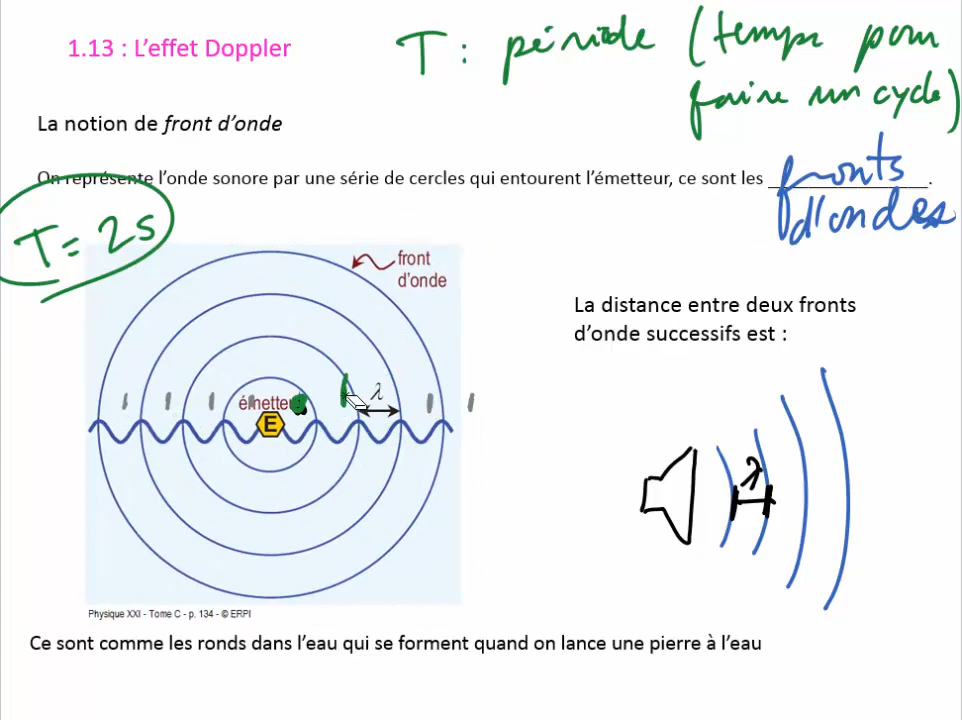 1.13 : L'effet Doppler
T : période (temps pour
faire un cycle)
La notion de front d'onde
On représente l'onde sonore par une série de cercles qui entourent l'émetteur, ce sont les fronts
d'ondes.
T = 2s
front
d'onde
La distance entre deux fronts
d'onde successifs est :
émetteur
λ
E
λ
Physique XXI - Tome C - p. 134 - © ERPI
Ce sont comme les ronds dans l'eau qui se forment quand on lance une pierre à l'eau